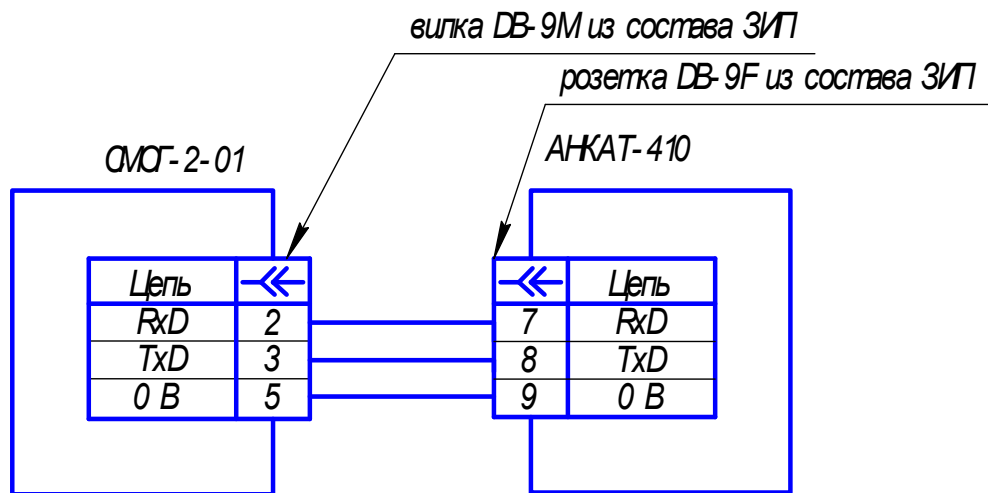 вилка DB-9M из состава ЗИП
розетка DB-9F из состава ЗИП
СМОГ-2-01
АНКАТ-410
Цепь
Цепь
RxD 2 7 RxD
TxD 3 8 TxD
0 В 5 9 0 В